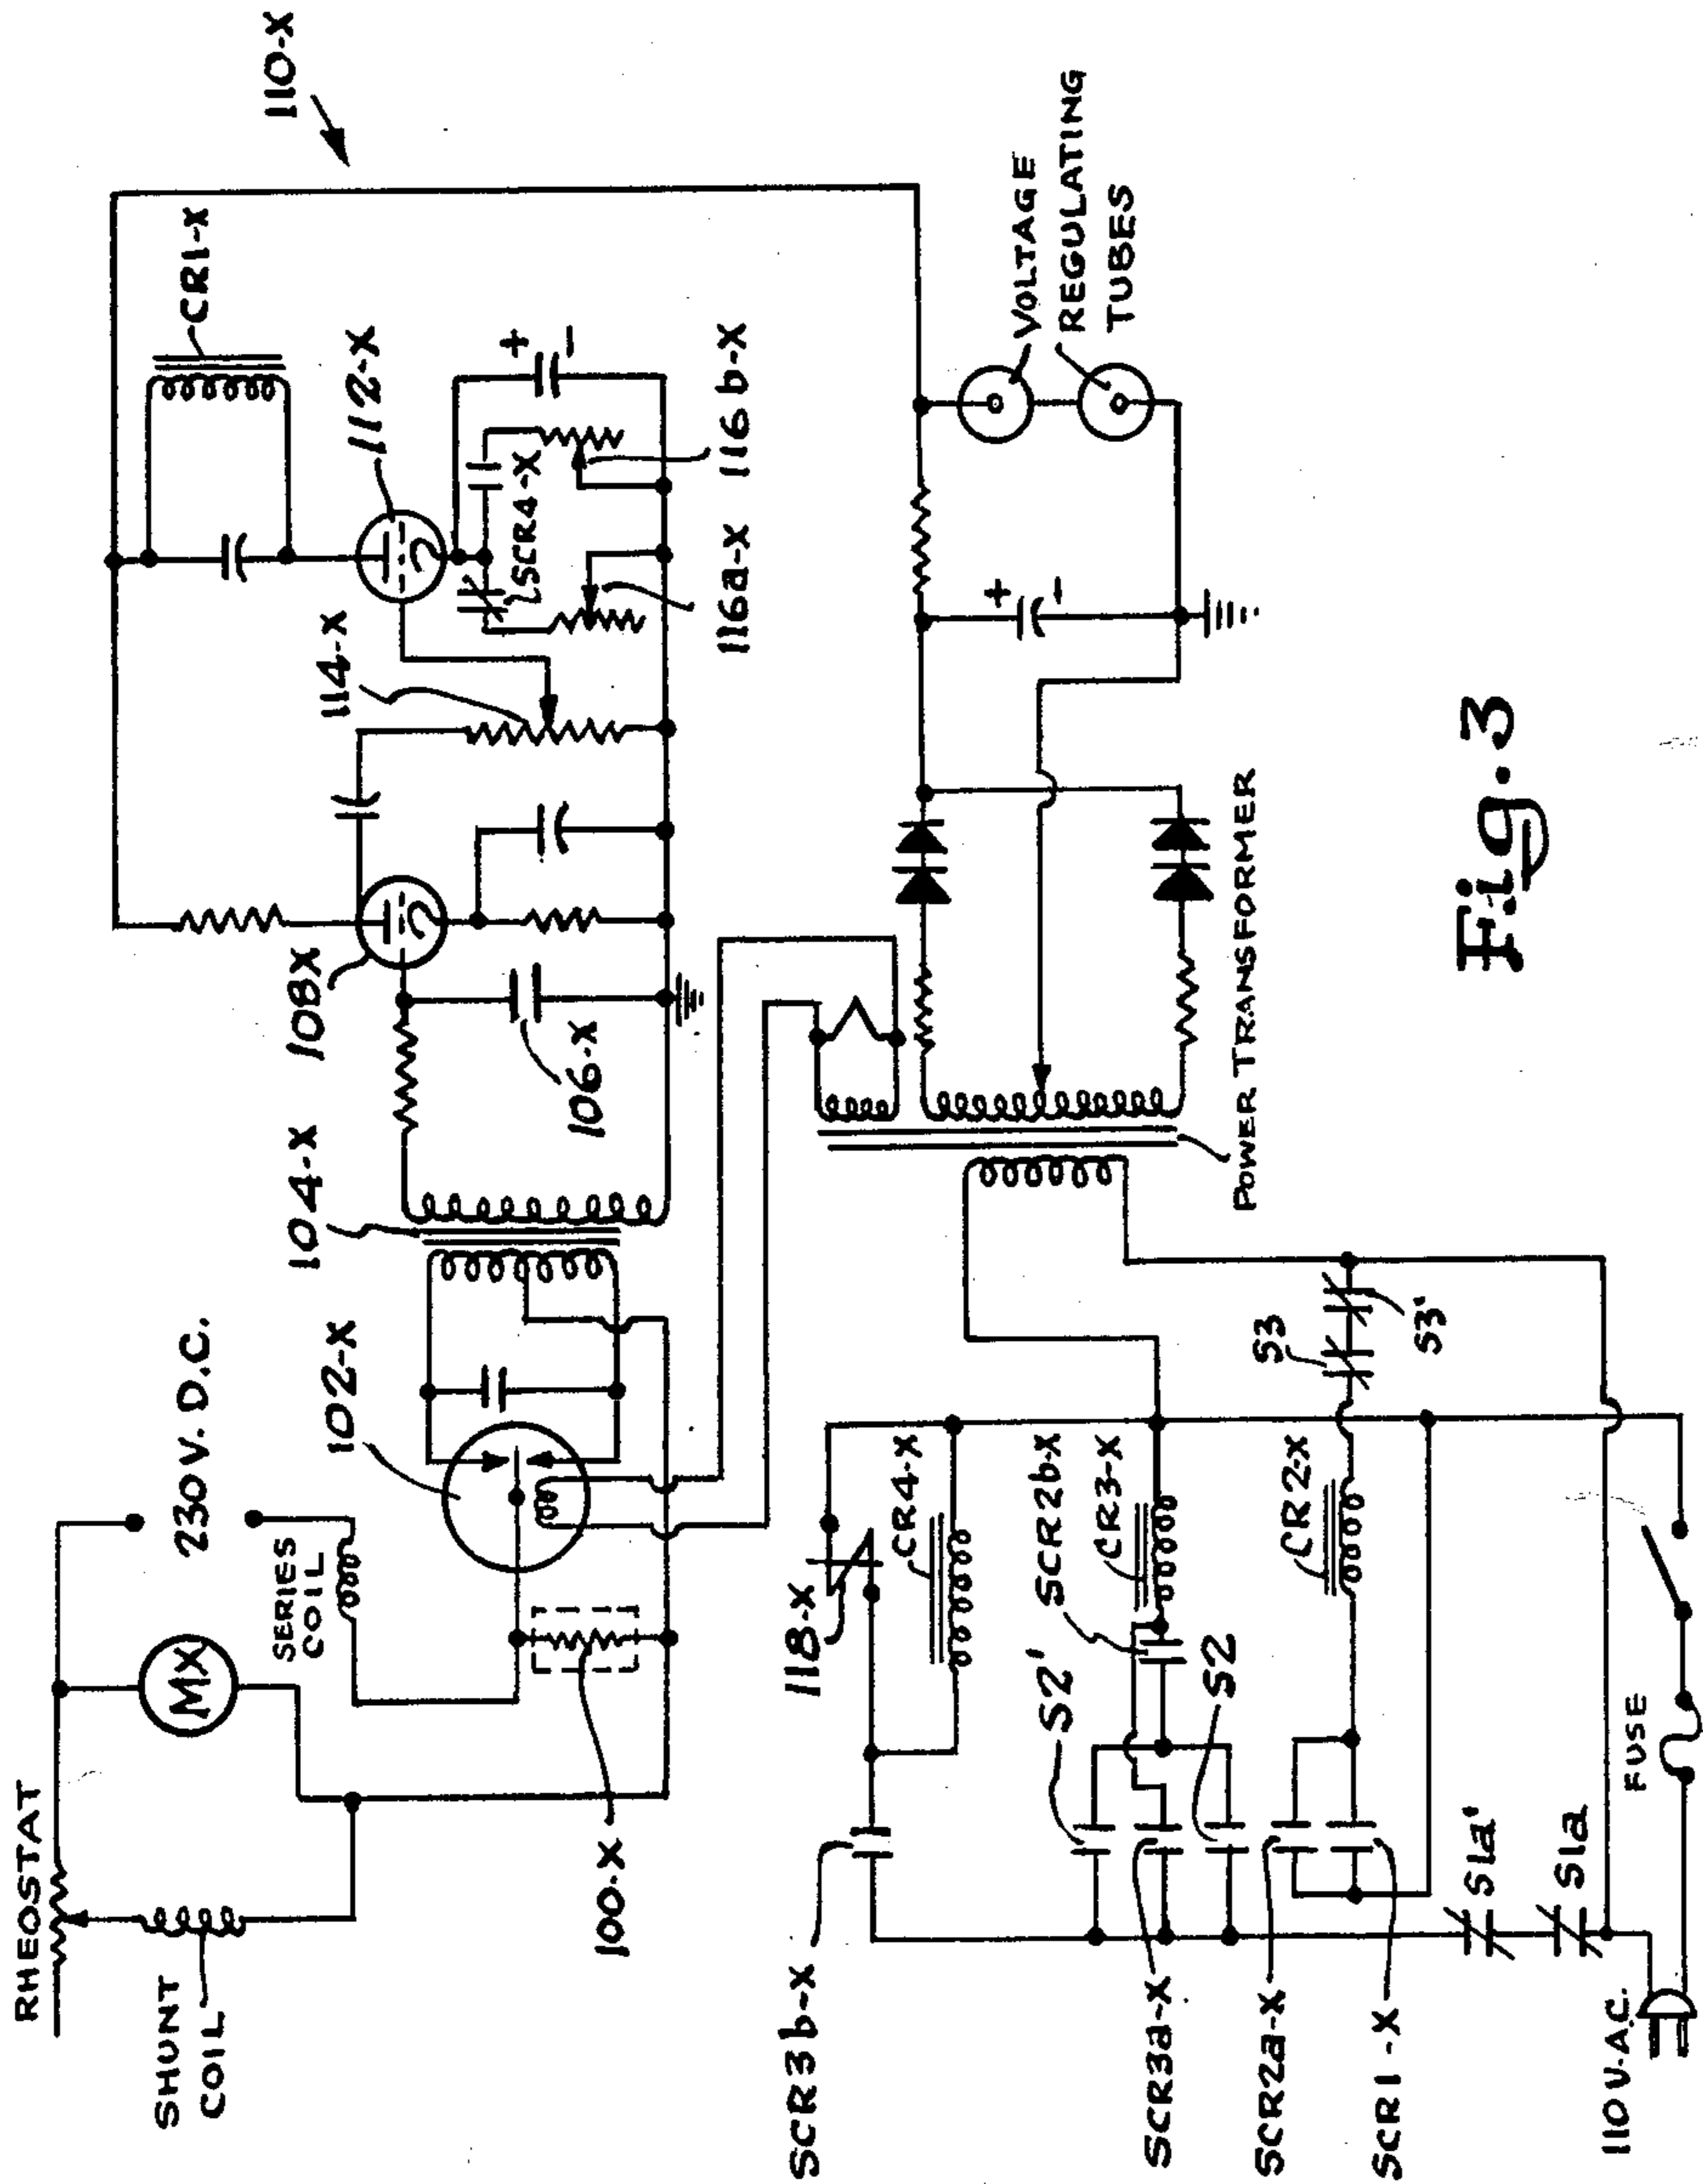 RHEOSTAT
SHUNT
COIL
MX
SERIES
COIL
230 V. D.C.
100-X
102-X
104-X
106-X
108X
114-X
112-X
CR1-X
110-X
SCR4-X
116a-X
116b-X
+
-
VOLTAGE
REGULATING
TUBES
+
-
POWER TRANSFORMER
118-X
CR4-X
SCR3b-X
S2'
SCR2b-X
CR3-X
SCR3a-X
S2
SCR2a-X
SCR1-X
CR2-X
S3
S3'
S1a'
S1a
FUSE
110V.A.C.
Fig. 3